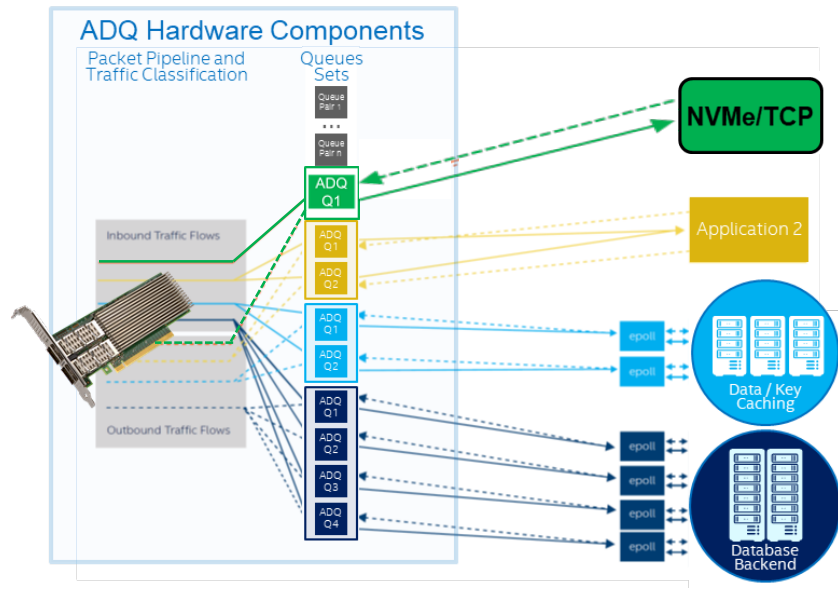 ADQ Hardware Components
Packet Pipeline and
Traffic Classification
Queues
Sets
Queue
Pair 1
...
Queue
Pair n
ADQ
Q1
NVMe/TCP
Inbound Traffic Flows
ADQ
Q1
ADQ
Q2
Application 2
ADQ
Q1
ADQ
Q2
epoll
epoll
Data / Key
Caching
ADQ
Q1
ADQ
Q2
ADQ
Q3
ADQ
Q4
Outbound Traffic Flows
epoll
epoll
epoll
epoll
Database
Backend